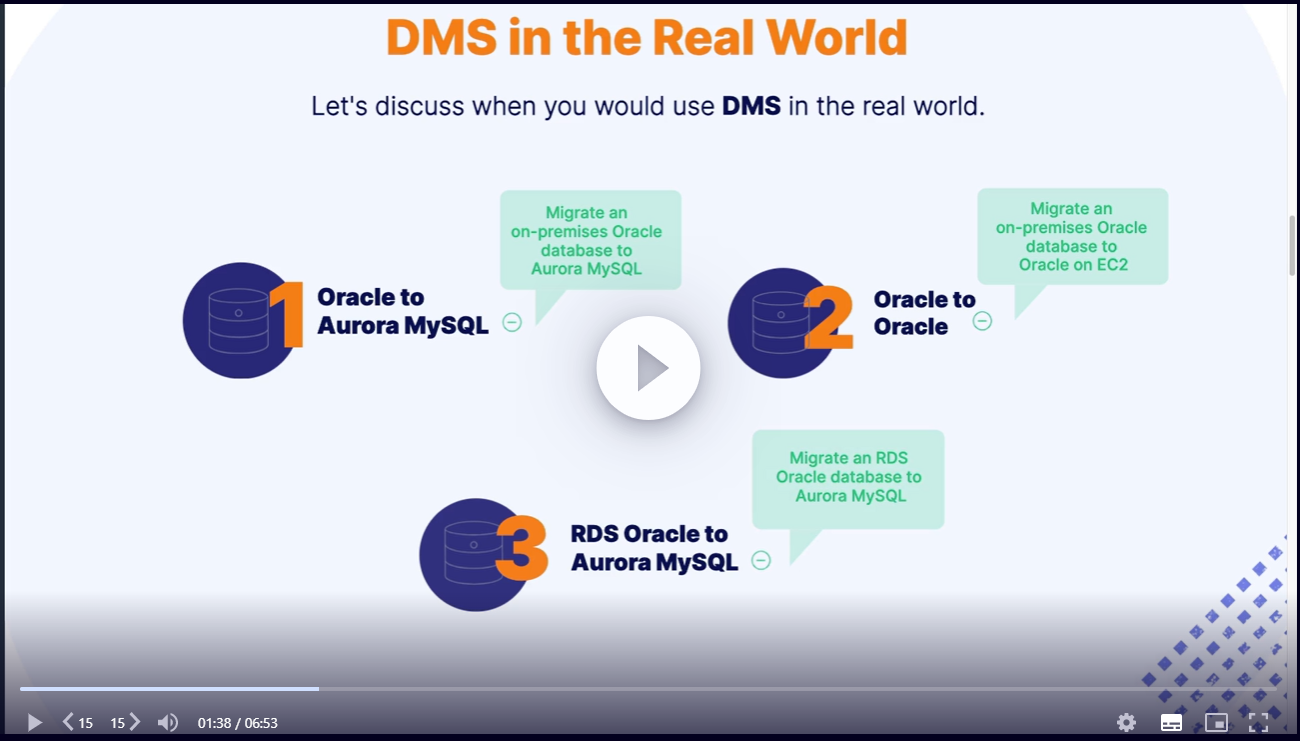 DMS in the Real World
Let's discuss when you would use DMS in the real world.
Migrate an
on-premises Oracle
database to
Aurora MySQL
1
Oracle to
Aurora MySQL
Migrate an
on-premises Oracle
database to
Oracle on EC2
2
Oracle to
Oracle
Migrate an RDS
Oracle database to
Aurora MySQL
3
RDS Oracle to
Aurora MySQL
15 15 01:38 / 06:53